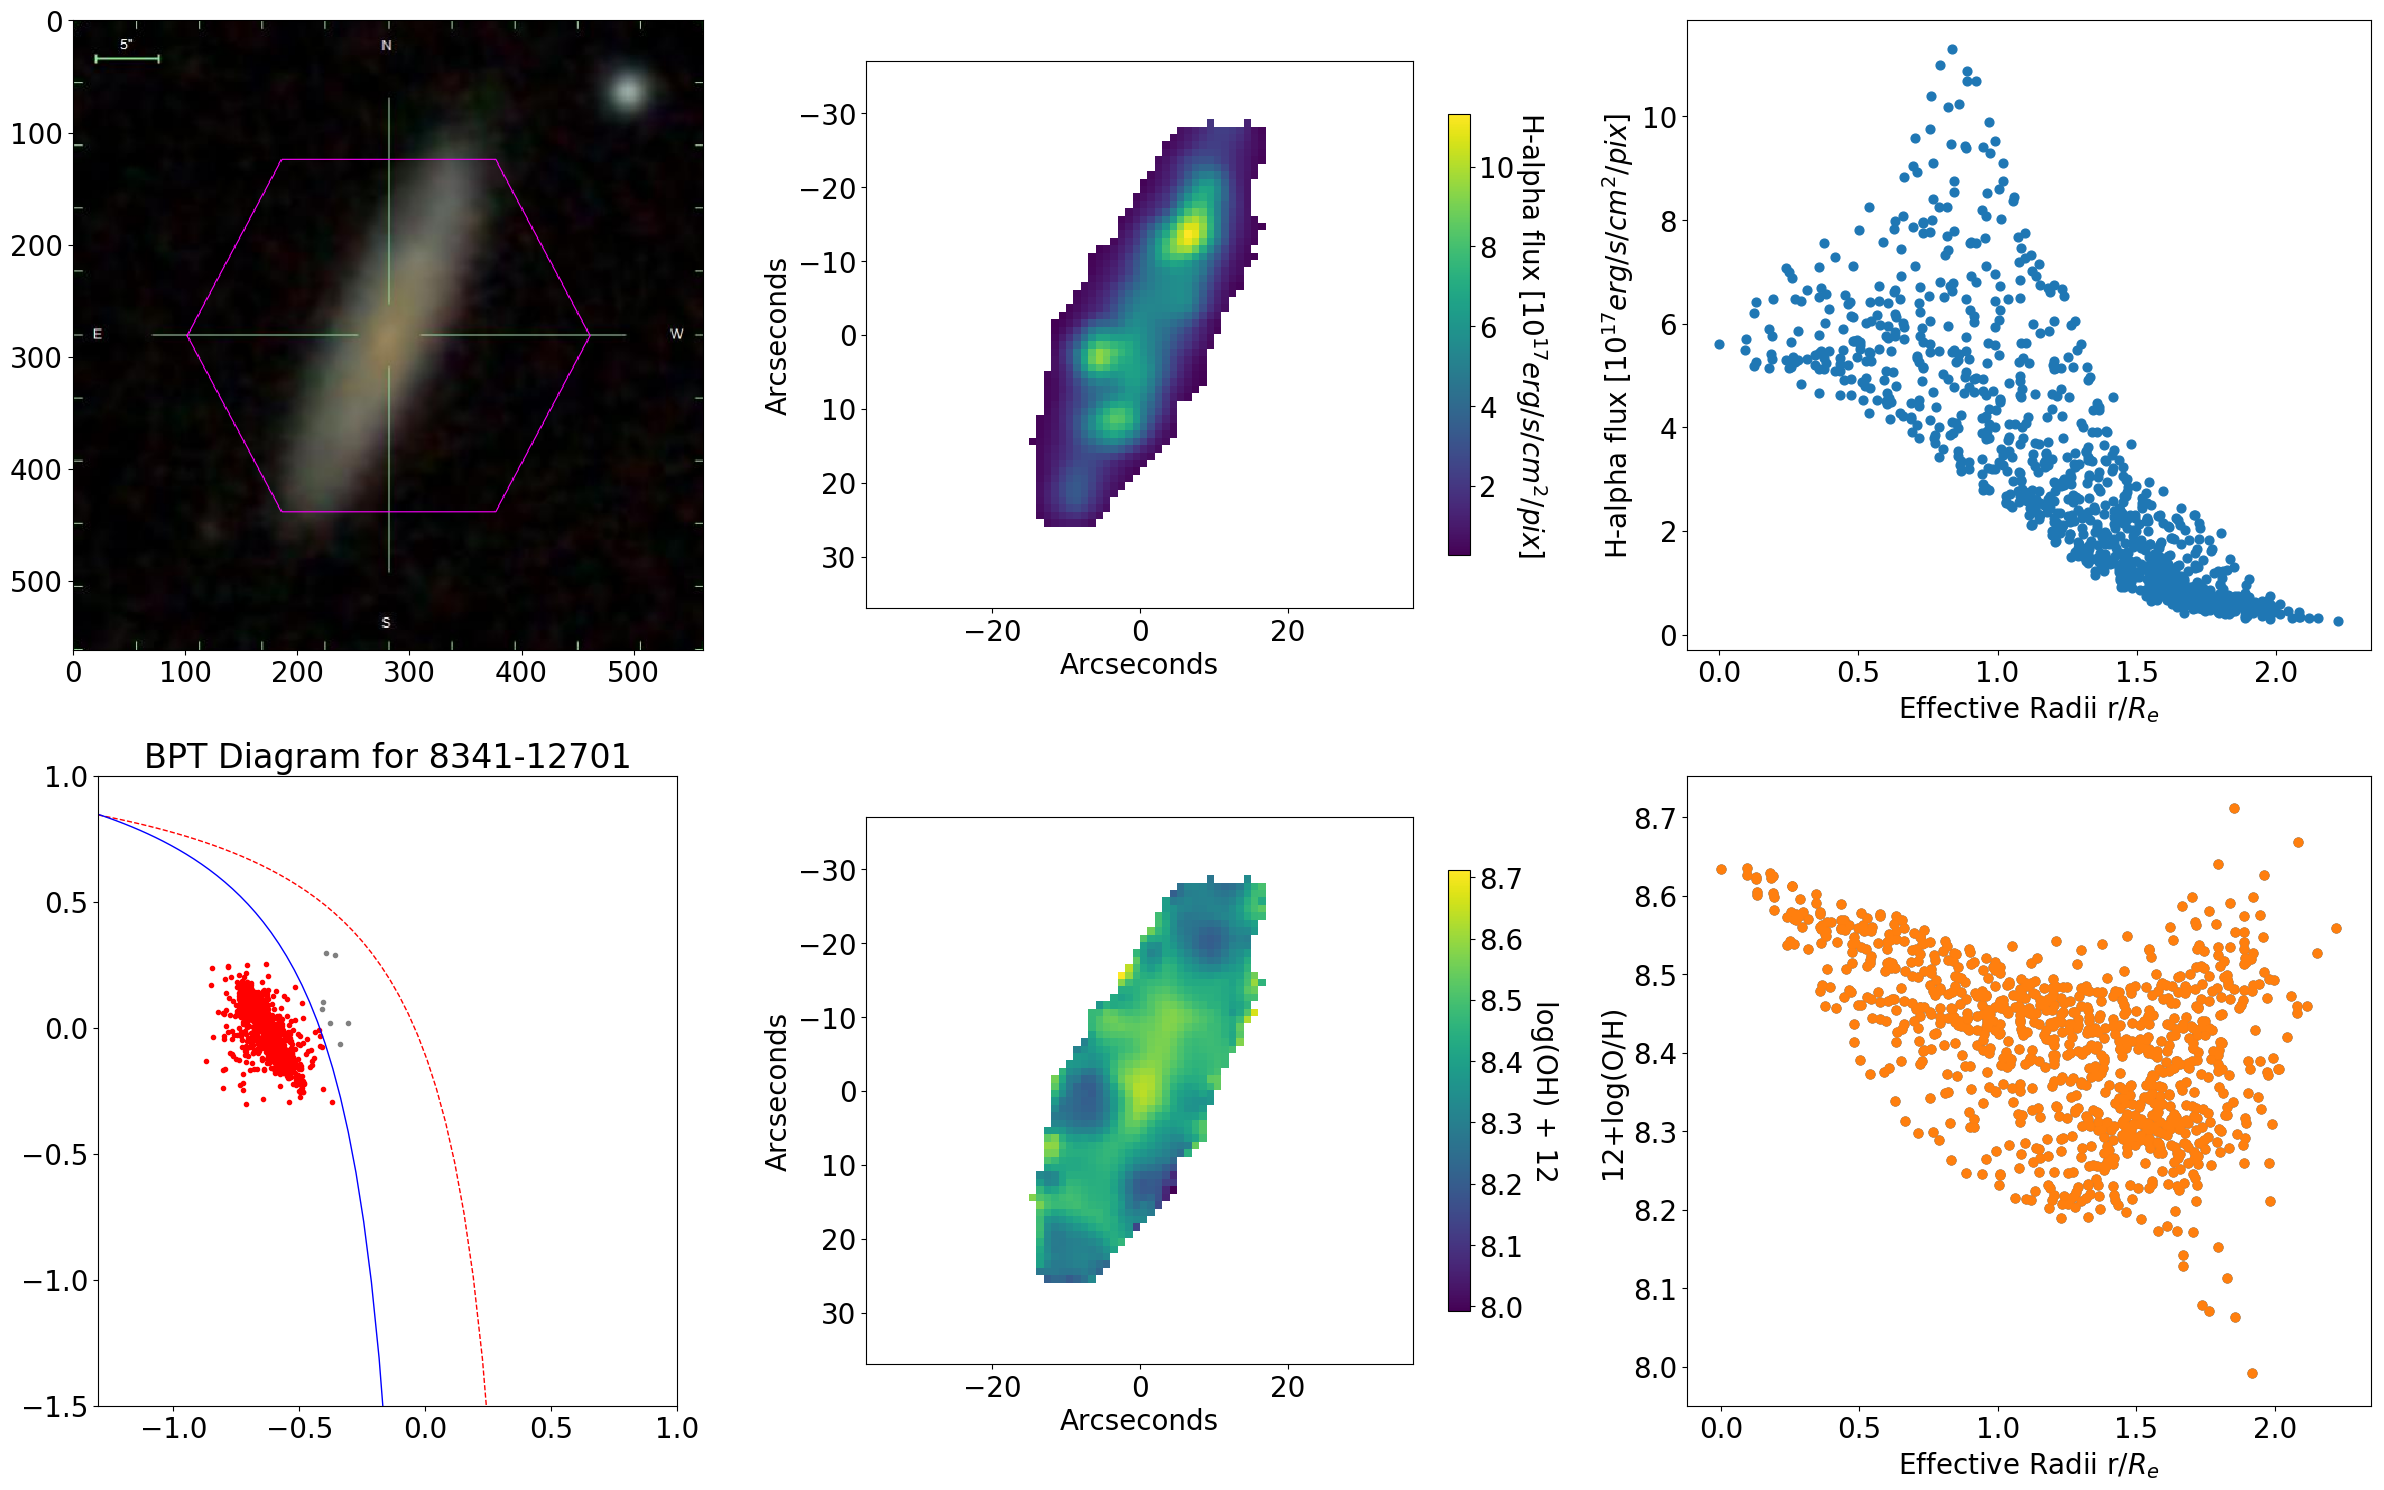 0
100
200
300
400
500
0 100 200 300 400 500
5"
N
E
W
S
−30
−20
−10
0
10
20
30
Arcseconds
−20 0 20
Arcseconds
10
8
6
4
2
H-alpha flux [10^{17}erg/s/cm^2/pix]
10
8
6
4
2
0
H-alpha flux [10^{17}erg/s/cm^2/pix]
0.0 0.5 1.0 1.5 2.0
Effective Radii r/R_e
BPT Diagram for 8341-12701
1.0
0.5
0.0
−0.5
−1.0
−1.5
−1.0 −0.5 0.0 0.5 1.0
−30
−20
−10
0
10
20
30
Arcseconds
−20 0 20
Arcseconds
8.7
8.6
8.5
8.4
8.3
8.2
8.1
8.0
log(OH) + 12
8.7
8.6
8.5
8.4
8.3
8.2
8.1
8.0
12+log(O/H)
0.0 0.5 1.0 1.5 2.0
Effective Radii r/R_e